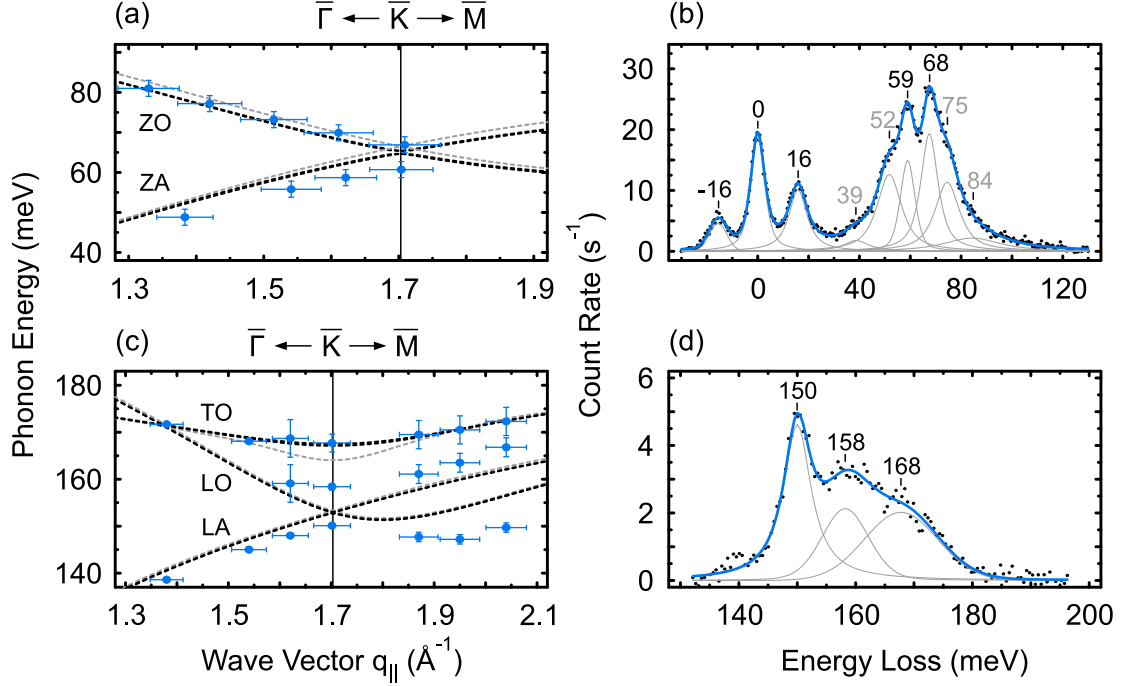 (a)
Γ̅ ← K̅ → M̅
80
60
40
ZO
ZA
1.3
1.5
1.7
1.9
(b)
30
20
10
0
-16
0
16
39
52
59
68
75
84
0
40
80
120
(c)
Γ̅ ← K̅ → M̅
180
160
140
TO
LO
LA
1.3
1.5
1.7
1.9
2.1
Wave Vector q|| (Å⁻¹)
Phonon Energy (meV)
(d)
6
4
2
0
150
158
168
140
160
180
200
Energy Loss (meV)
Count Rate (s⁻¹)